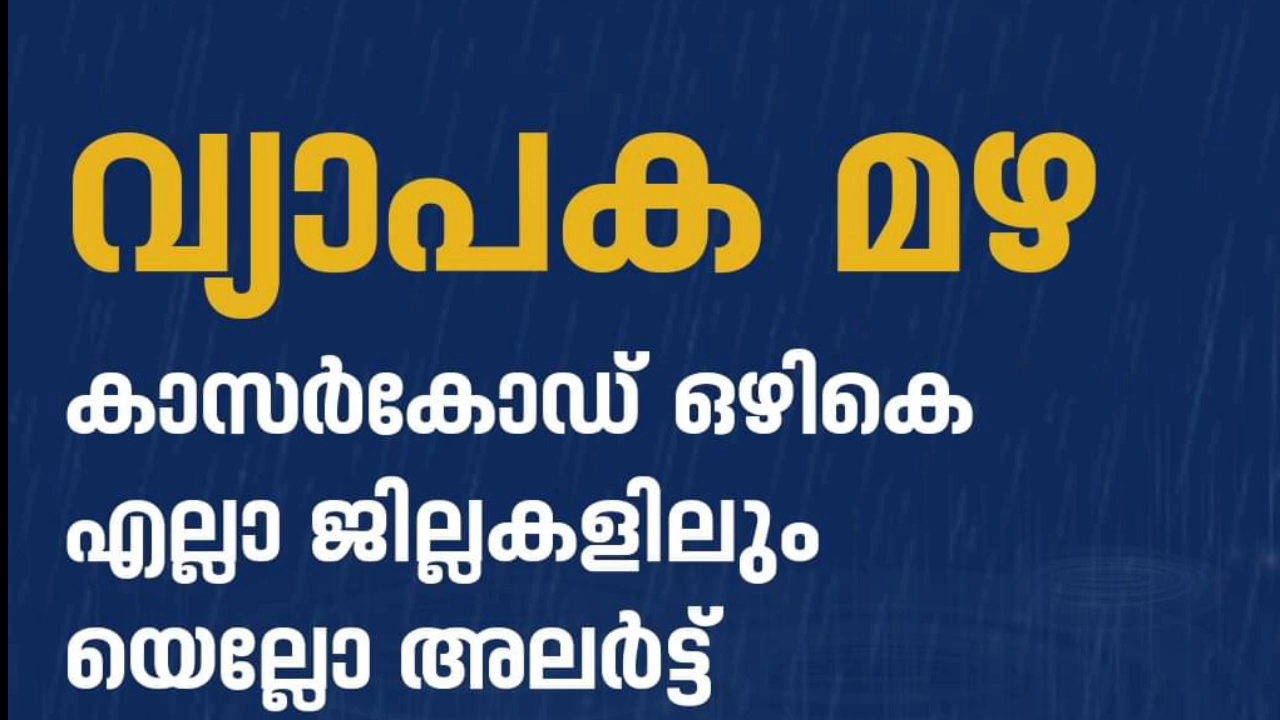 വ്യാപക മഴ
കാസർകോഡ് ഒഴികെ
എല്ലാ ജില്ലകളിലും
യെല്ലോ അലർട്ട്